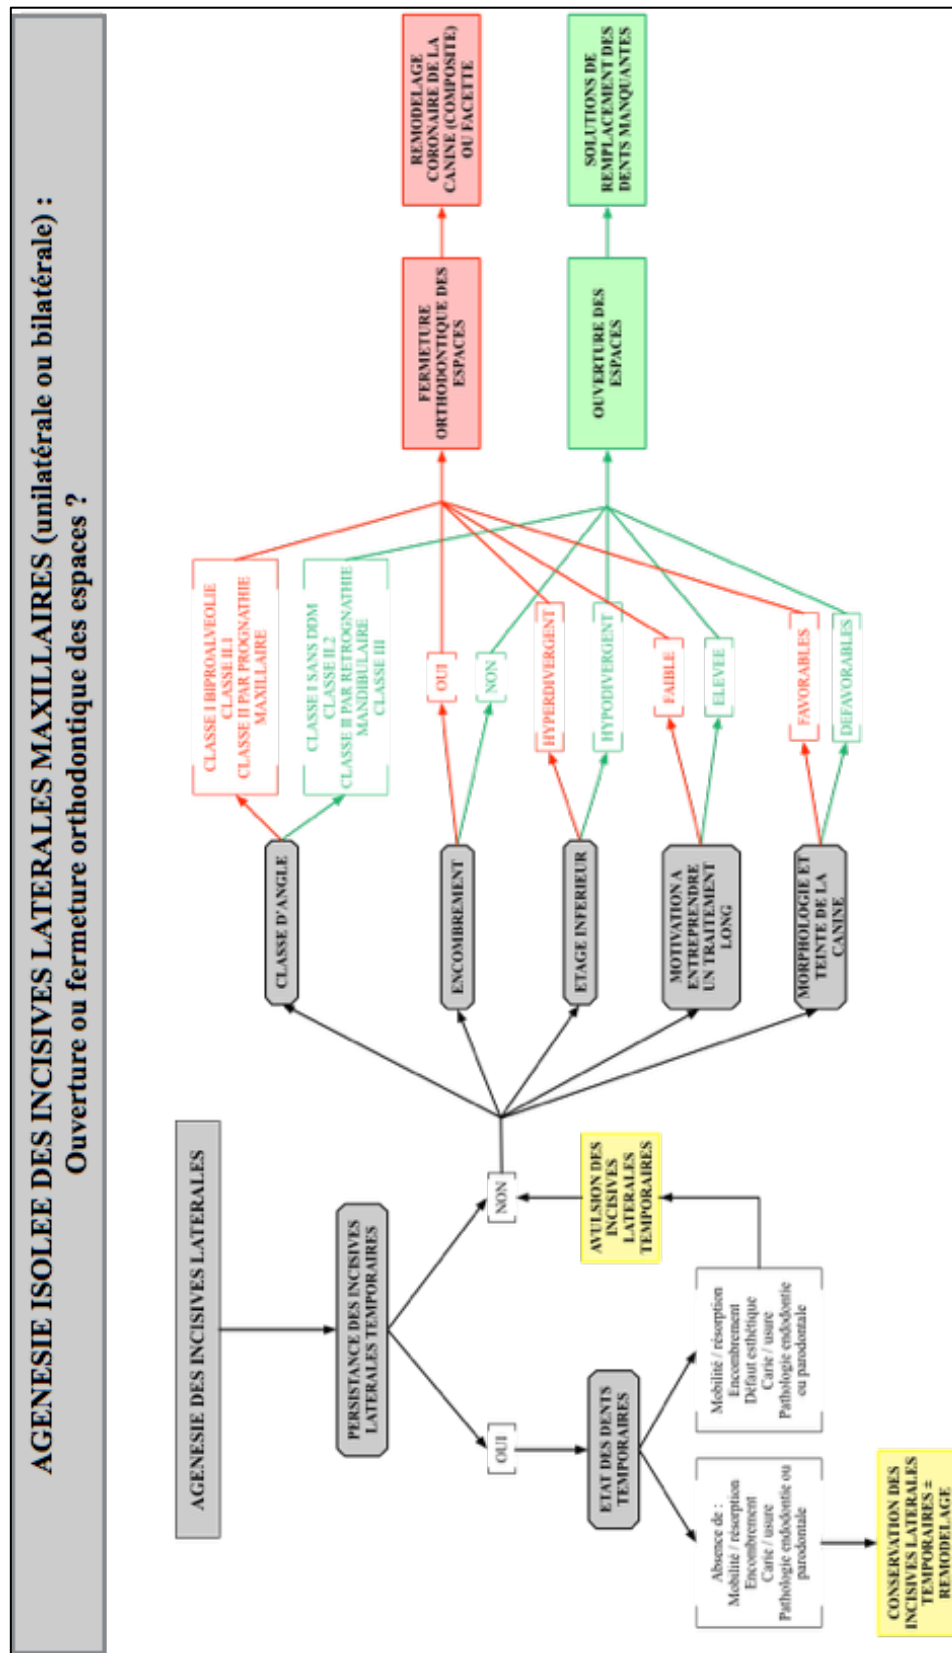 AGENESIE ISOLEE DES INCISIVES LATERALES MAXILLAIRES (unilatérale ou bilatérale) :
Ouverture ou fermeture orthodontique des espaces ?
AGENESIE DES INCISIVES LATERALES
PERSISTANCE DES INCISIVES
LATERALES TEMPORAIRES
OUI
NON
ETAT DES DENTS
TEMPORAIRES
Absence de :
Mobilité / résorption
Encombrement
Carie / usure
Pathologie endodontie ou
parodontale
Mobilité / résorption
Encombrement
Défaut esthétique
Carie / usure
Pathologie endodontie
ou parodontale
CONSERVATION DES
INCISIVES LATERALES
TEMPORAIRES ±
REMODELAGE
AVULSION DES
INCISIVES
LATERALES
TEMPORAIRES
CLASSE D'ANGLE
CLASSE I BIPROALVEOLIE
CLASSE II.1
CLASSE II PAR PROGNATHIE
MAXILLAIRE
CLASSE I SANS DDM
CLASSE II.2
CLASSE II PAR RETROGNATHIE
MANDIBULAIRE
CLASSE III
ENCOMBREMENT
OUI
NON
ETAGE INFERIEUR
HYPERDIVERGENT
HYPODIVERGENT
MOTIVATION A
ENTREPRENDRE
UN TRAITEMENT
LONG
FAIBLE
ELEVEE
MORPHOLOGIE ET
TEINTE DE LA
CANINE
FAVORABLES
DEFAVORABLES
FERMETURE
ORTHODONTIQUE DES
ESPACES
REMODELAGE
CORONAIRE DE LA
CANINE (COMPOSITE)
OU FACETTE
OUVERTURE DES
ESPACES
SOLUTIONS DE
REMPLACEMENT DES
DENTS MANQUANTES